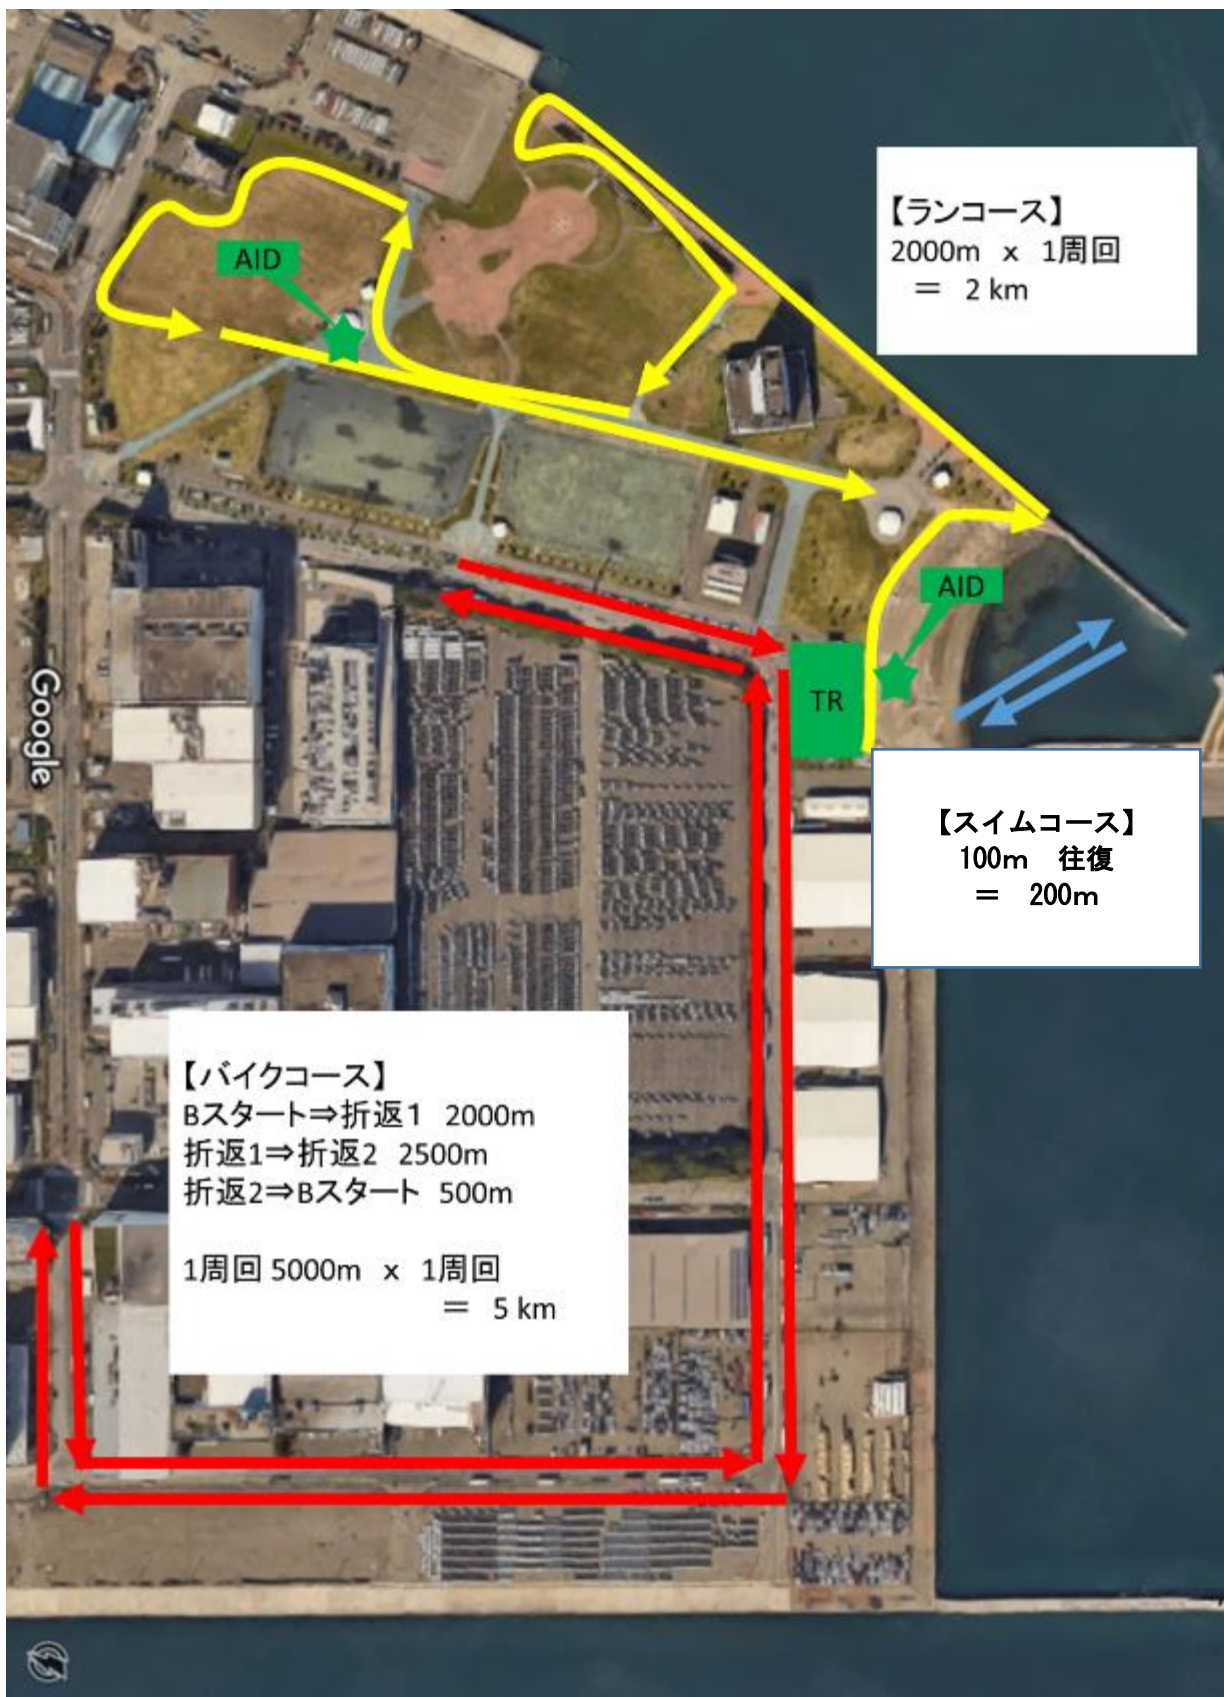 【ランコース】
2000m x 1周回
＝ 2 km
AID
AID
TR
Google
【スイムコース】
100m 往復
＝ 200m
【バイクコース】
Bスタート⇒折返1 2000m
折返1⇒折返2 2500m
折返2⇒Bスタート 500m
1周回 5000m x 1周回
＝ 5 km